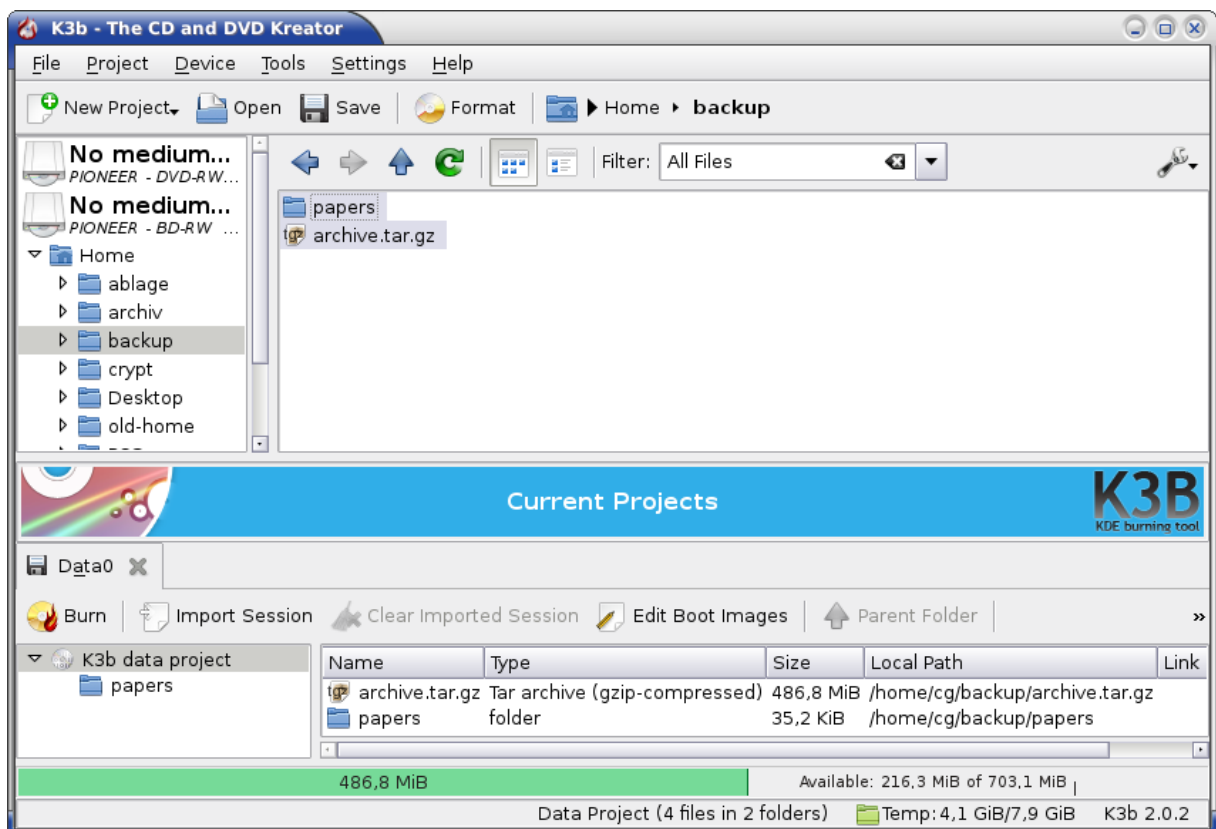 K3b - The CD and DVD Kreator
File Project Device Tools Settings Help
New Project Open Save Format Home backup
No medium...
PIONEER - DVD-RW...
No medium...
PIONEER - BD-RW ...
Home
ablage
archiv
backup
crypt
Desktop
old-home
Filter: All Files
papers
archive.tar.gz
Current Projects
K3B
KDE burning tool
Data0
Burn Import Session Clear Imported Session Edit Boot Images Parent Folder »
K3b data project
papers
Name Type Size Local Path Link
archive.tar.gz Tar archive (gzip-compressed) 486,8 MiB /home/cg/backup/archive.tar.gz
papers folder 35,2 KiB /home/cg/backup/papers
486,8 MiB Available: 216,3 MiB of 703,1 MiB
Data Project (4 files in 2 folders) Temp: 4,1 GiB/7,9 GiB K3b 2.0.2